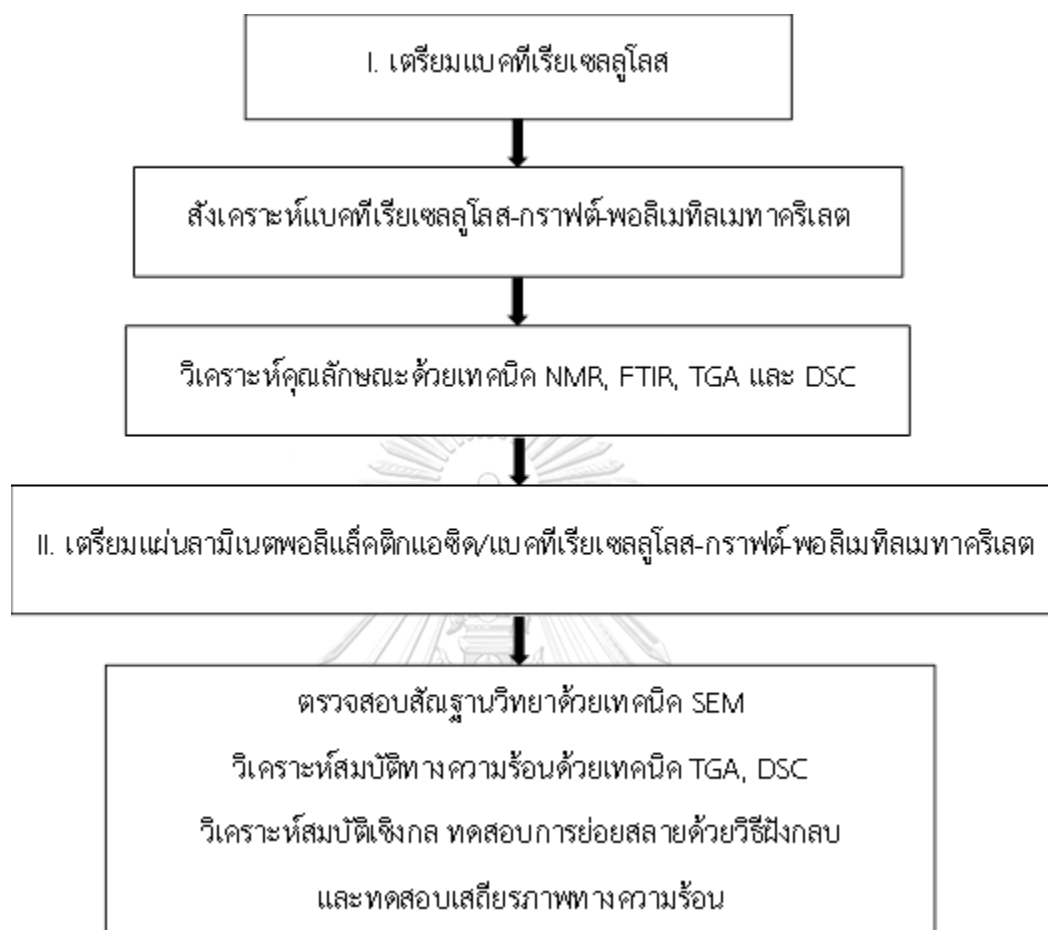 I. เตรียมแบคทีเรียเซลลูโลส
สังเคราะห์แบคทีเรียเซลลูโลส-กราฟต์-พอลิเมทิลเมทาคริเลต
วิเคราะห์คุณลักษณะด้วยเทคนิค NMR, FTIR, TGA และ DSC
II. เตรียมแผ่นลามิเนตพอลิแล็คติกแอซิด/แบคทีเรียเซลลูโลส-กราฟต์-พอลิเมทิลเมทาคริเลต
ตรวจสอบสัณฐานวิทยาด้วยเทคนิค SEM
วิเคราะห์สมบัติทางความร้อนด้วยเทคนิค TGA, DSC
วิเคราะห์สมบัติเชิงกล ทดสอบการย่อยสลายด้วยวิธีฝังกลบ
และทดสอบเสถียรภาพทางความร้อน